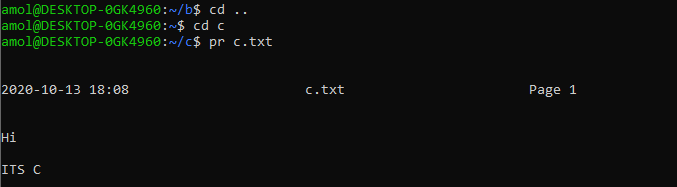 amol@DESKTOP-0GK4960:~/b$ cd ..
amol@DESKTOP-0GK4960:~$ cd c
amol@DESKTOP-0GK4960:~/c$ pr c.txt
2020-10-13 18:08 c.txt Page 1
Hi
ITS C